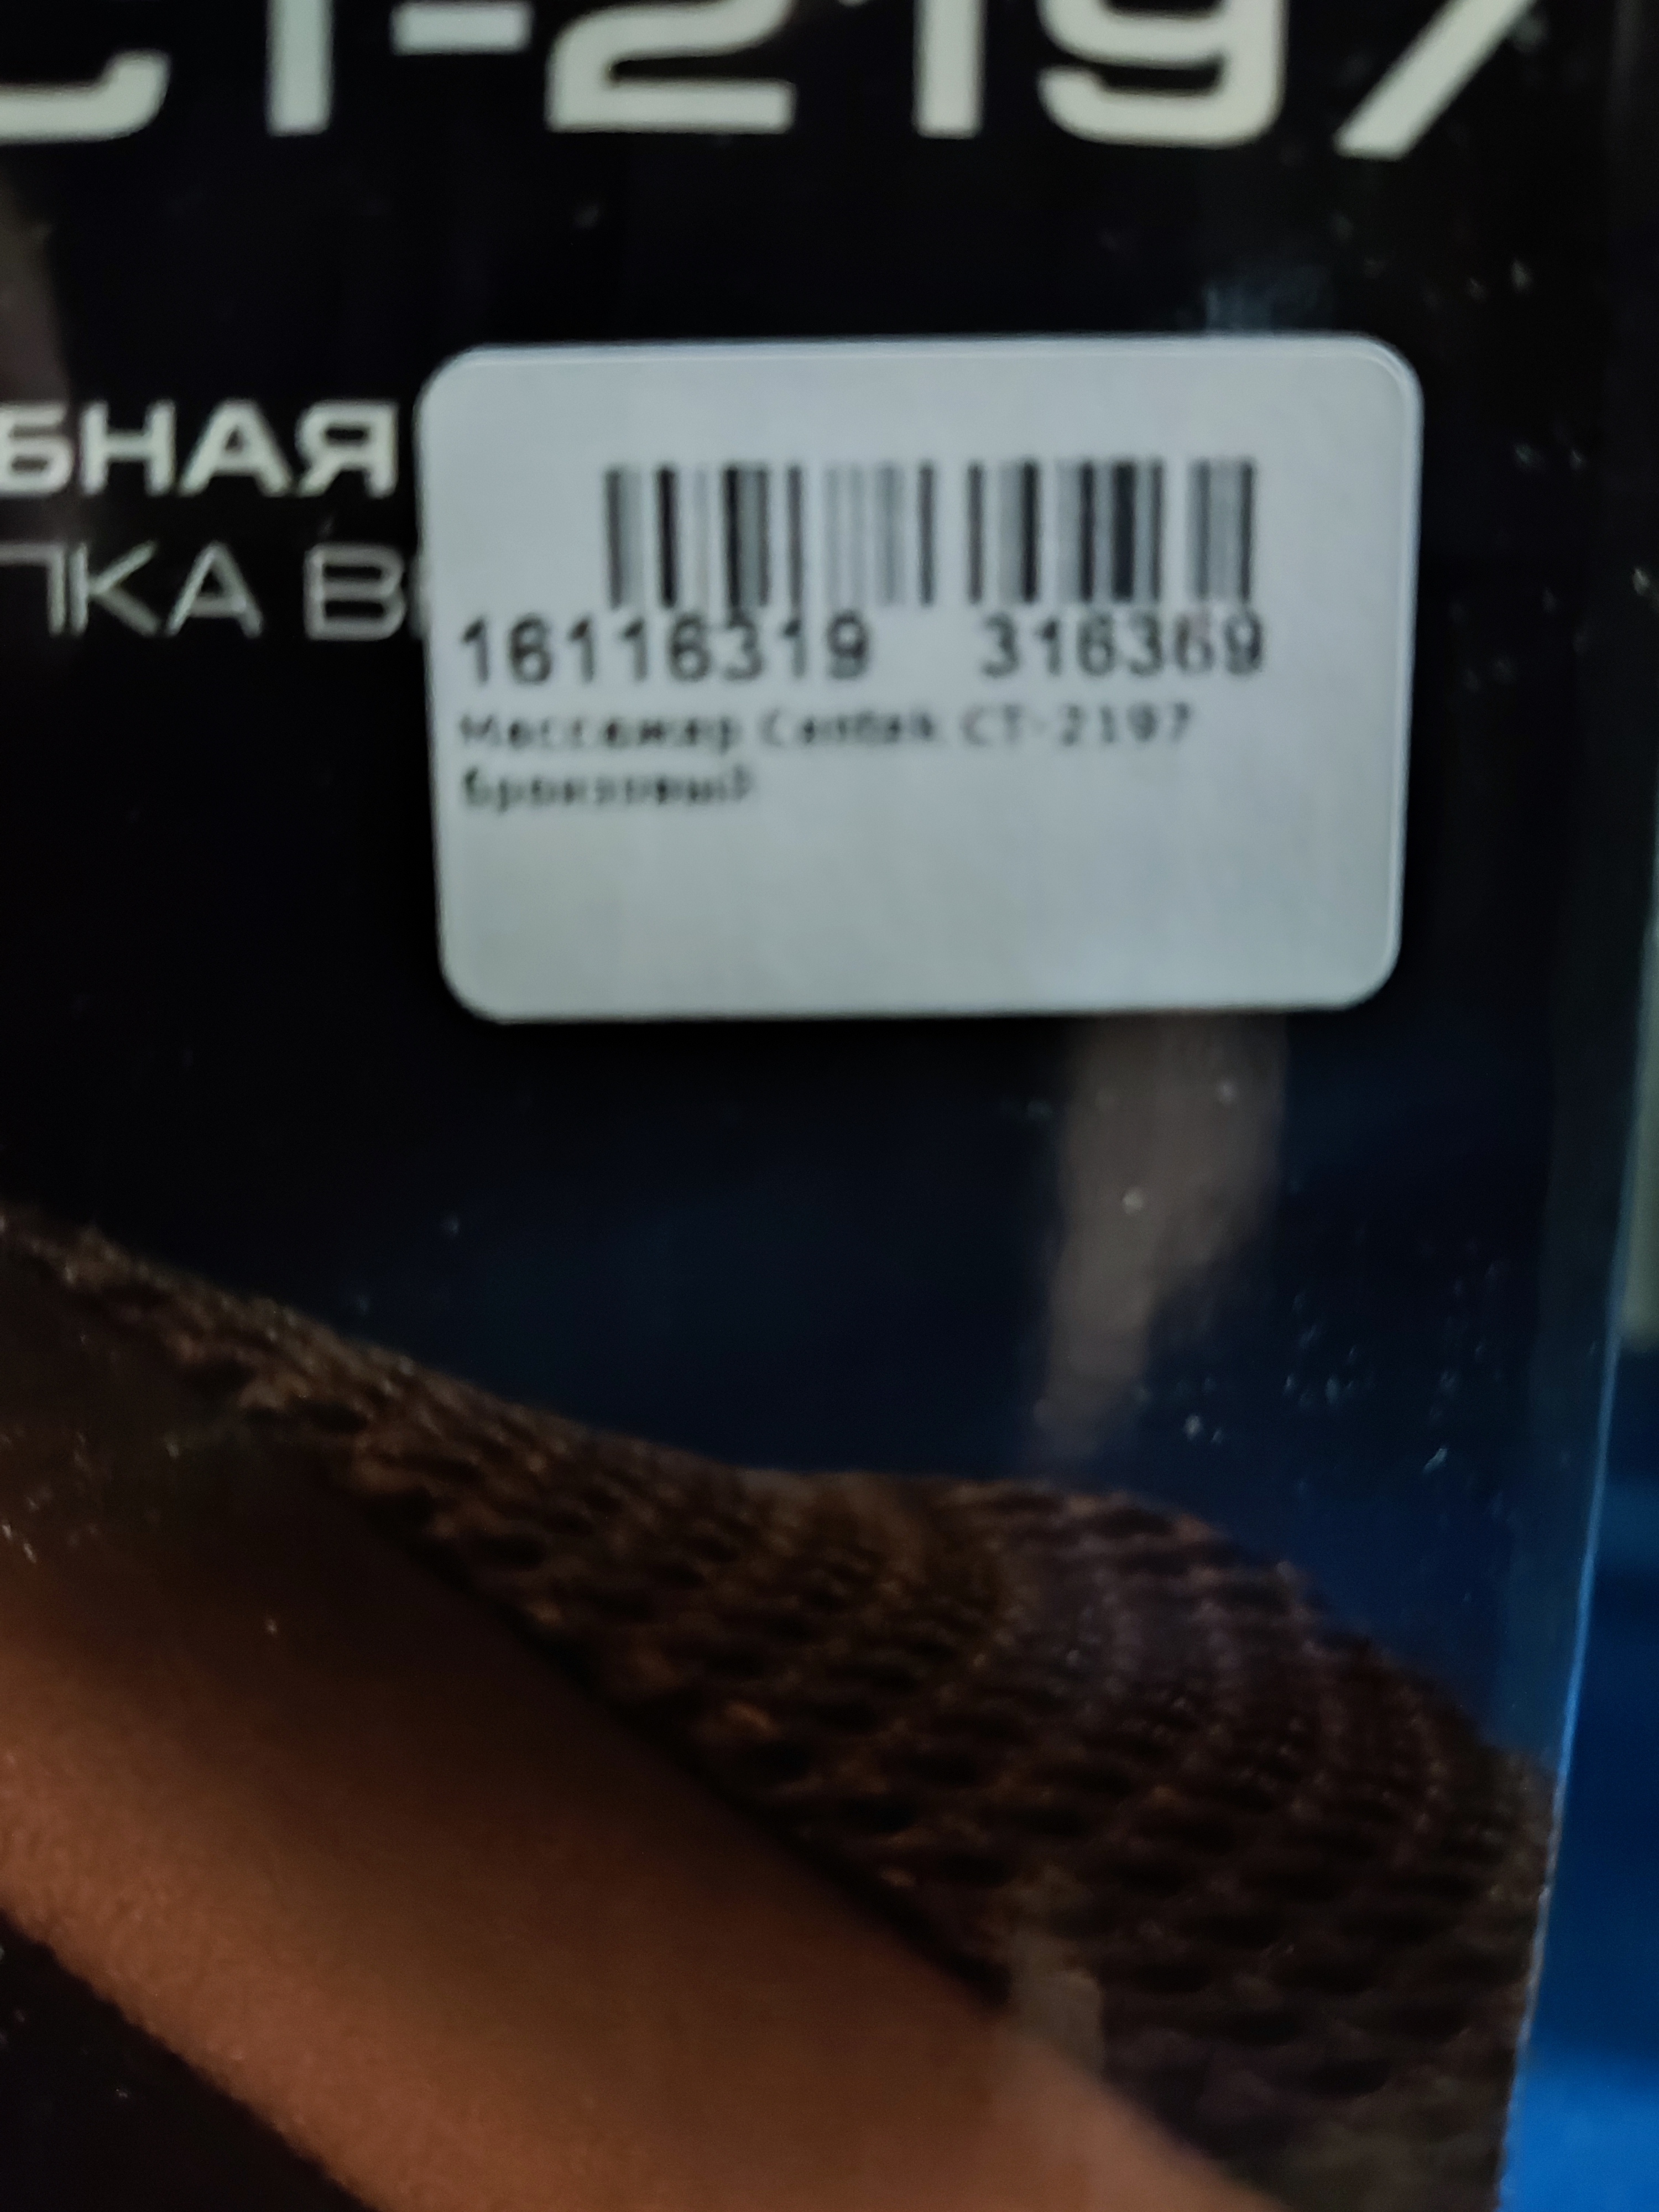 CT-2197
БНАЯ
ПКА В
16116319 316369
Массажер Centek CT-2197
бронзовый